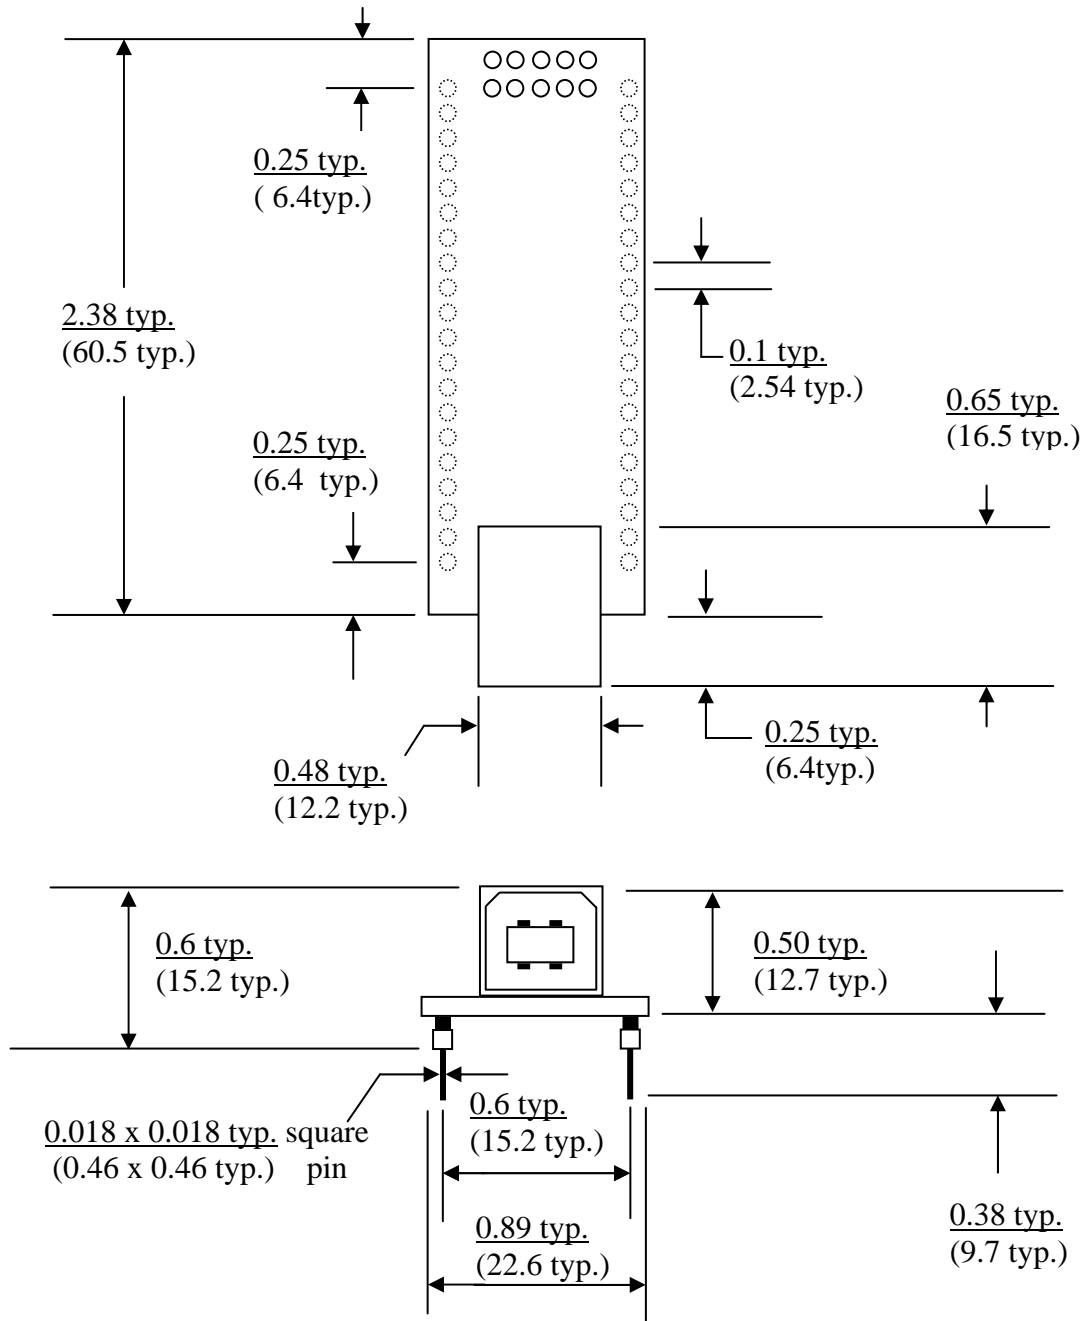 0.25 typ.
( 6.4typ.)
2.38 typ.
(60.5 typ.)
0.1 typ.
(2.54 typ.)
0.65 typ.
(16.5 typ.)
0.25 typ.
(6.4  typ.)
0.25 typ.
(6.4typ.)
0.48 typ.
(12.2 typ.)
0.6 typ.
(15.2 typ.)
0.50 typ.
(12.7 typ.)
0.018 x 0.018 typ. square
(0.46 x 0.46 typ.) pin
0.6 typ.
(15.2 typ.)
0.89 typ.
(22.6 typ.)
0.38 typ.
(9.7 typ.)